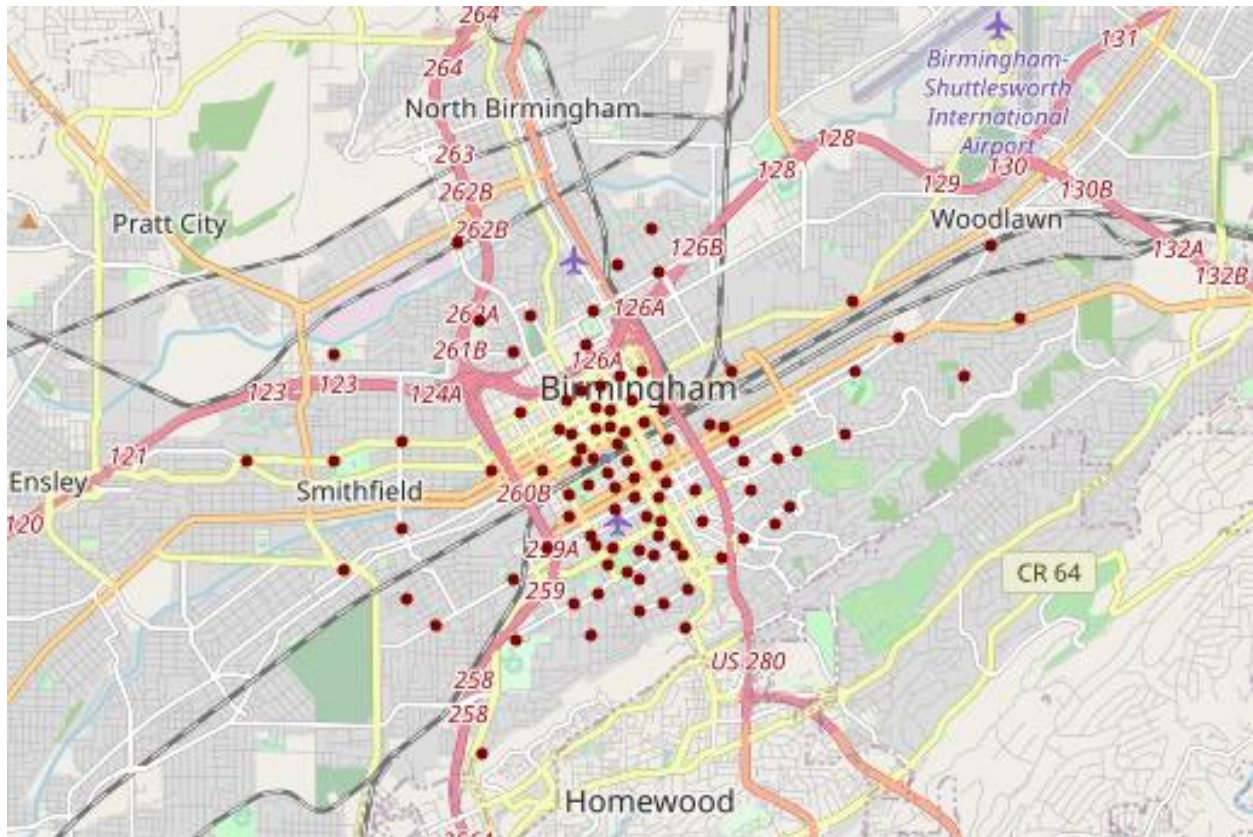 264
264
131
Birmingham-
Shuttlesworth
International
Airport
North Birmingham
128
128
263
130
129
130B
262B
Pratt City
262B
Woodlawn
126B
132A
132B
126A
261B
126A
123
123
124A
Birmingham
121
Ensley
Smithfield
260B
120
259A
CR 64
259
US 280
258
258
Homewood
256A